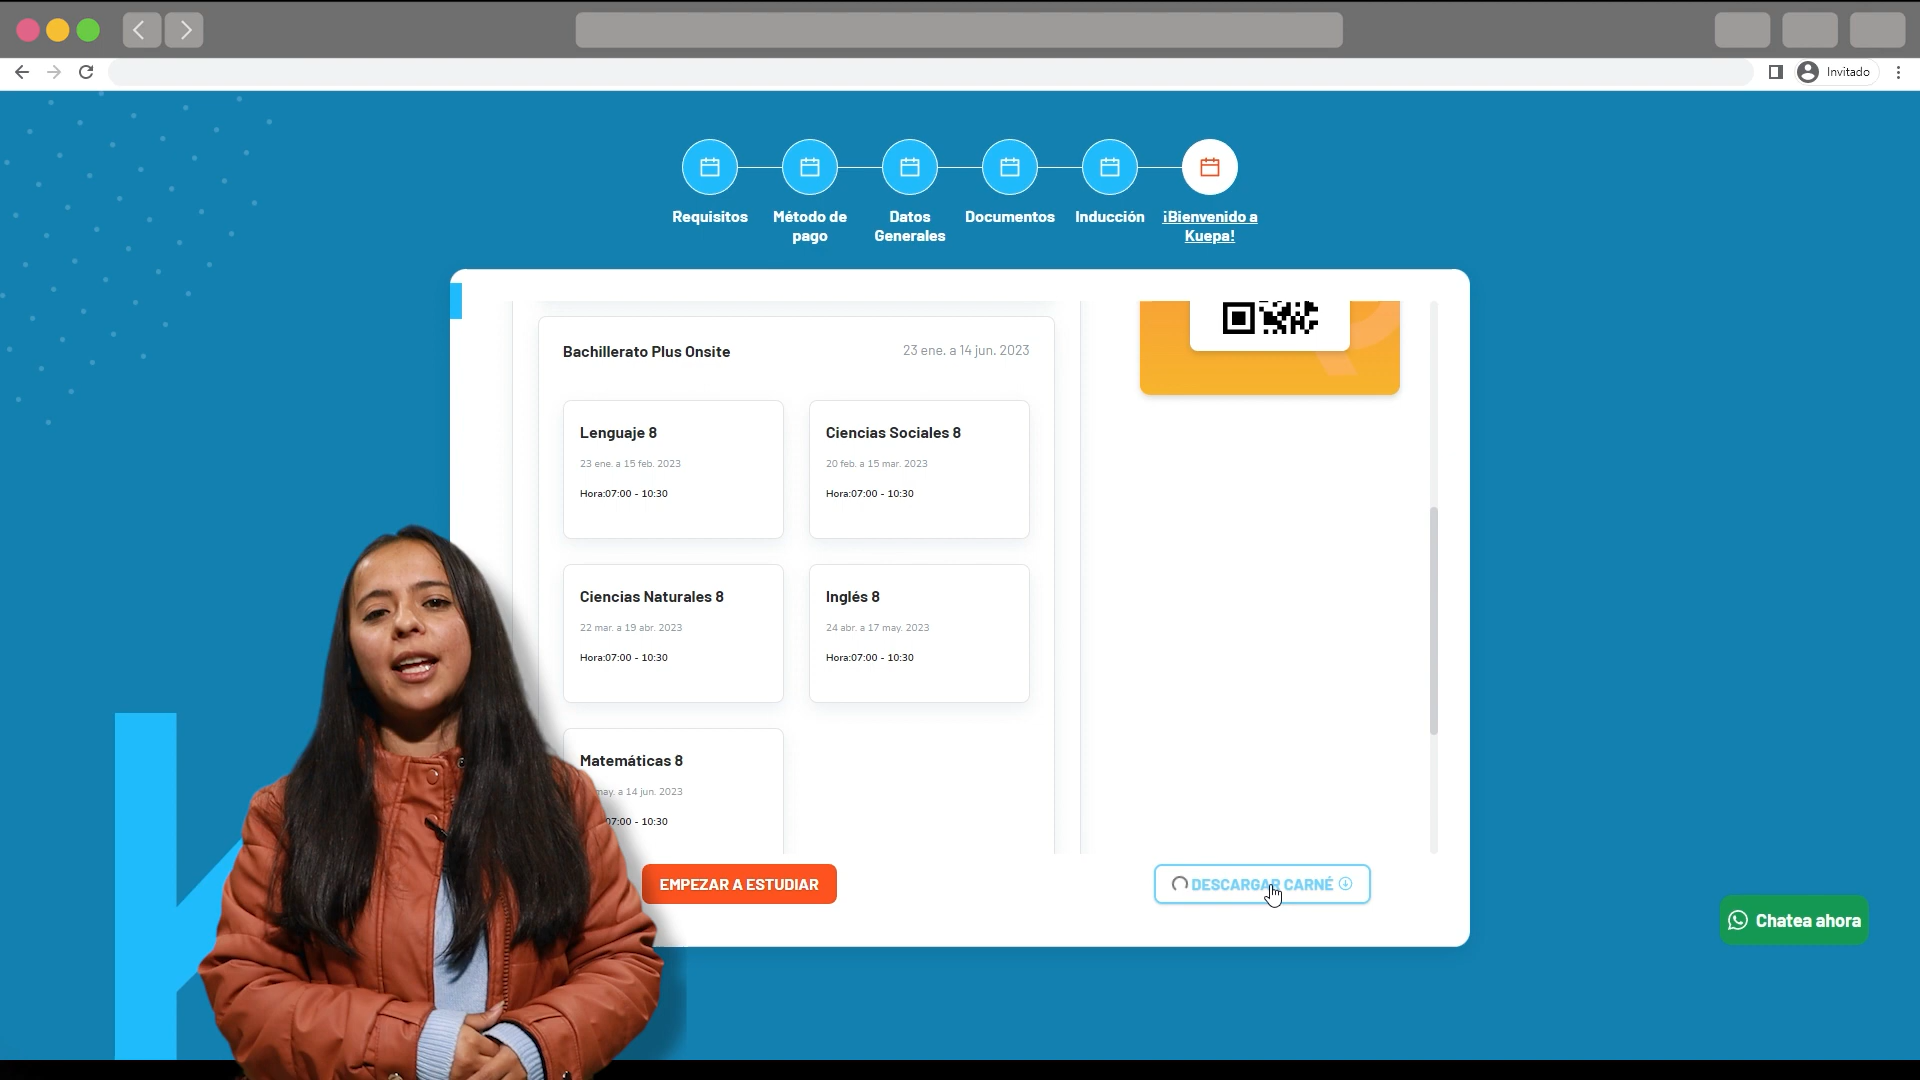 Invitado
Requisitos
Método de
pago
Datos
Generales
Documentos
Inducción
¡Bienvenido a
Kuepa!
Bachillerato Plus Onsite
23 ene. a 14 jun. 2023
Lenguaje 8
23 ene. a 15 feb. 2023
Hora:07:00 - 10:30
Ciencias Sociales 8
20 feb. a 15 mar. 2023
Hora:07:00 - 10:30
Ciencias Naturales 8
22 mar. a 19 abr. 2023
Hora:07:00 - 10:30
Inglés 8
24 abr. a 17 may. 2023
Hora:07:00 - 10:30
Matemáticas 8
may. a 14 jun. 2023
07:00 - 10:30
EMPEZAR A ESTUDIAR
DESCARGAR CARNÉ
Chatea ahora